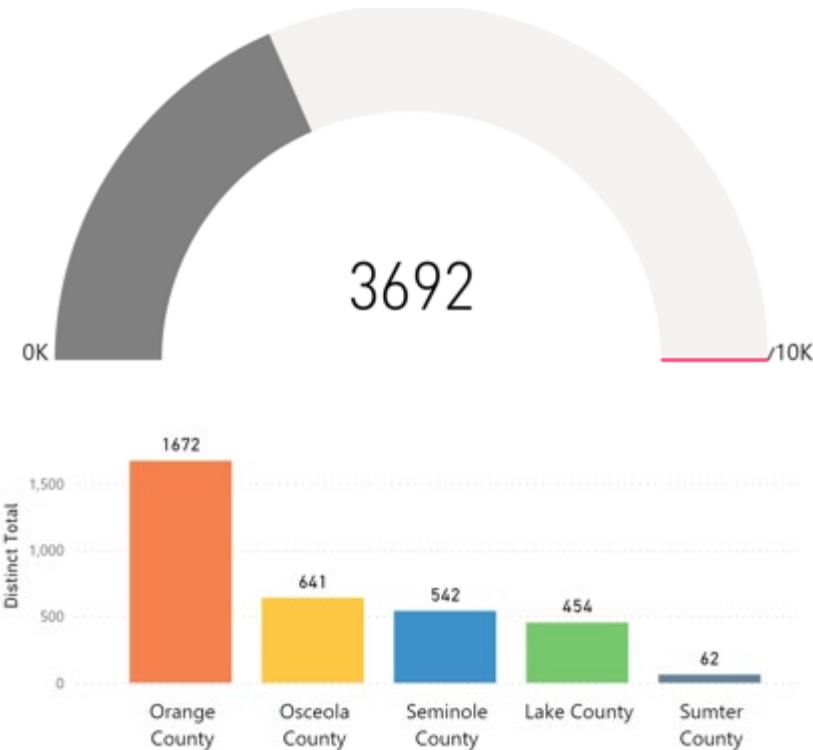 3692
0K
10K
1672
641
542
454
62
1,500
1,000
500
0
Distinct Total
Orange
County
Osceola
County
Seminole
County
Lake County
Sumter
County